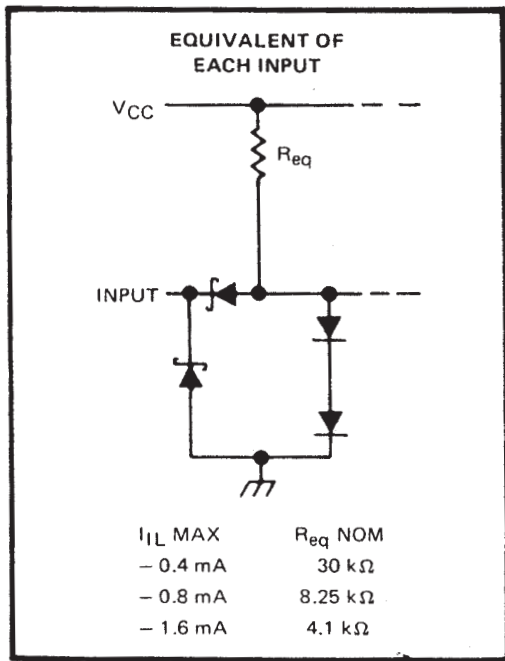 EQUIVALENT OF
EACH INPUT
VCC
Req
INPUT
IIL MAX Req NOM
– 0.4 mA 30 kΩ
– 0.8 mA 8.25 kΩ
– 1.6 mA 4.1 kΩ